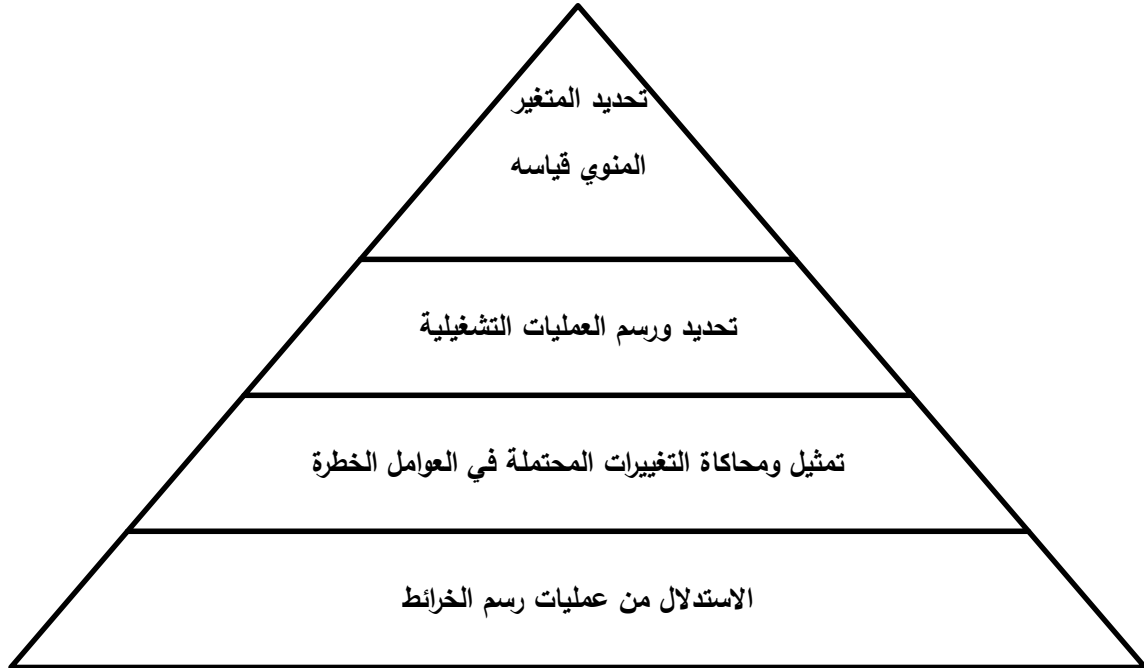 تحديد المتغير
المنوي قياسه
تحديد ورسم العمليات التشغيلية
تمثيل ومحاكاة التغييرات المحتملة في العوامل الخطرة
الاستدلال من عمليات رسم الخرائط